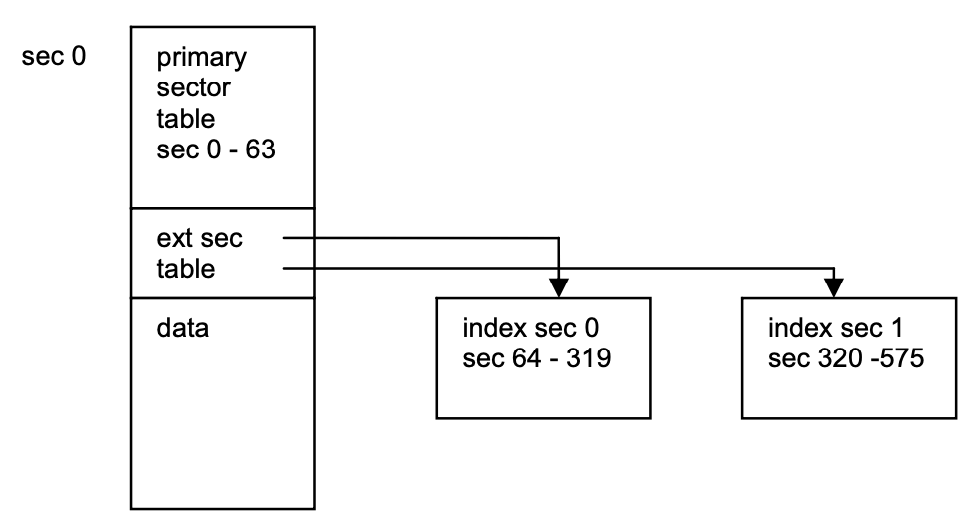 sec 0
primary
sector
table
sec 0 - 63
ext sec
table
data
index sec 0
sec 64 - 319
index sec 1
sec 320 -575